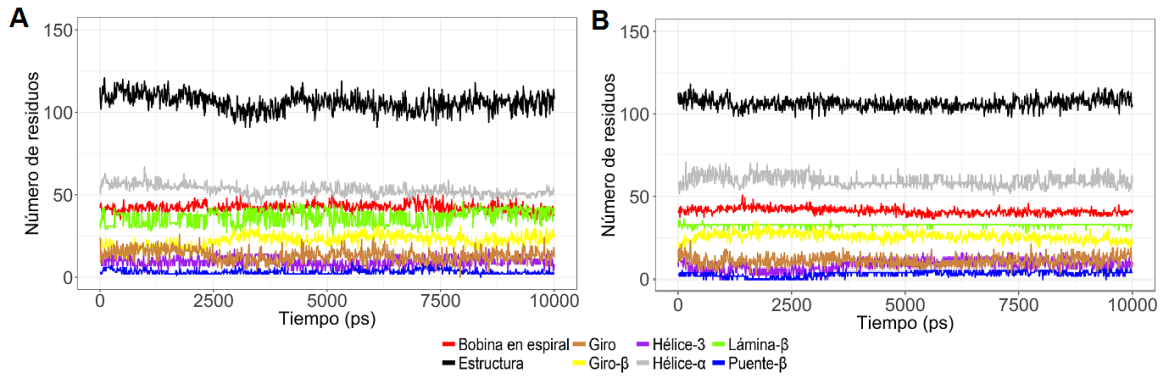 A
Número de residuos
150
100
50
0
0 2500 5000 7500 10000
Tiempo (ps)
B
Número de residuos
150
100
50
0
0 2500 5000 7500 10000
Tiempo (ps)
Bobina en espiral Giro Hélice-3 Lámina-β
Estructura Giro-β Hélice-α Puente-β